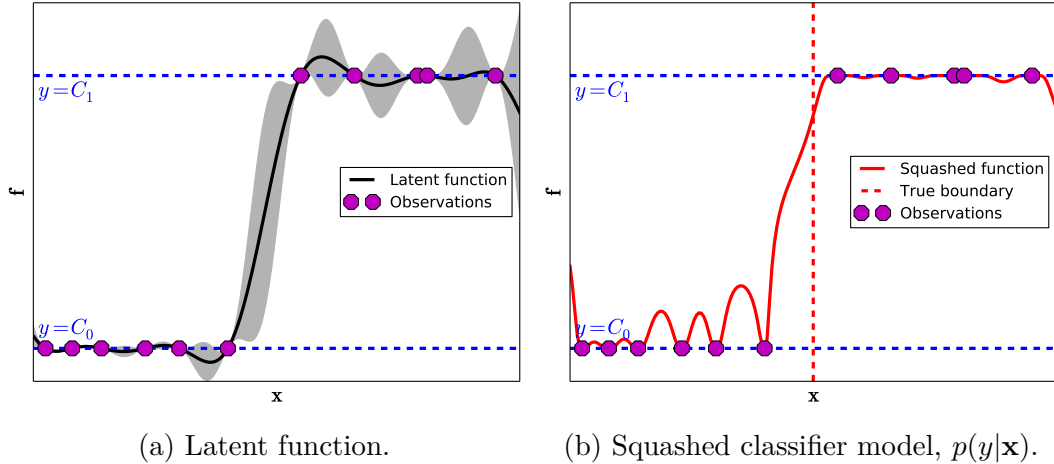 y=C₁
y=C₀
f
x
Latent function
Observations
(a) Latent function.
y=C₁
y=C₀
f
x
Squashed function
True boundary
Observations
(b) Squashed classifier model, p(y|x).